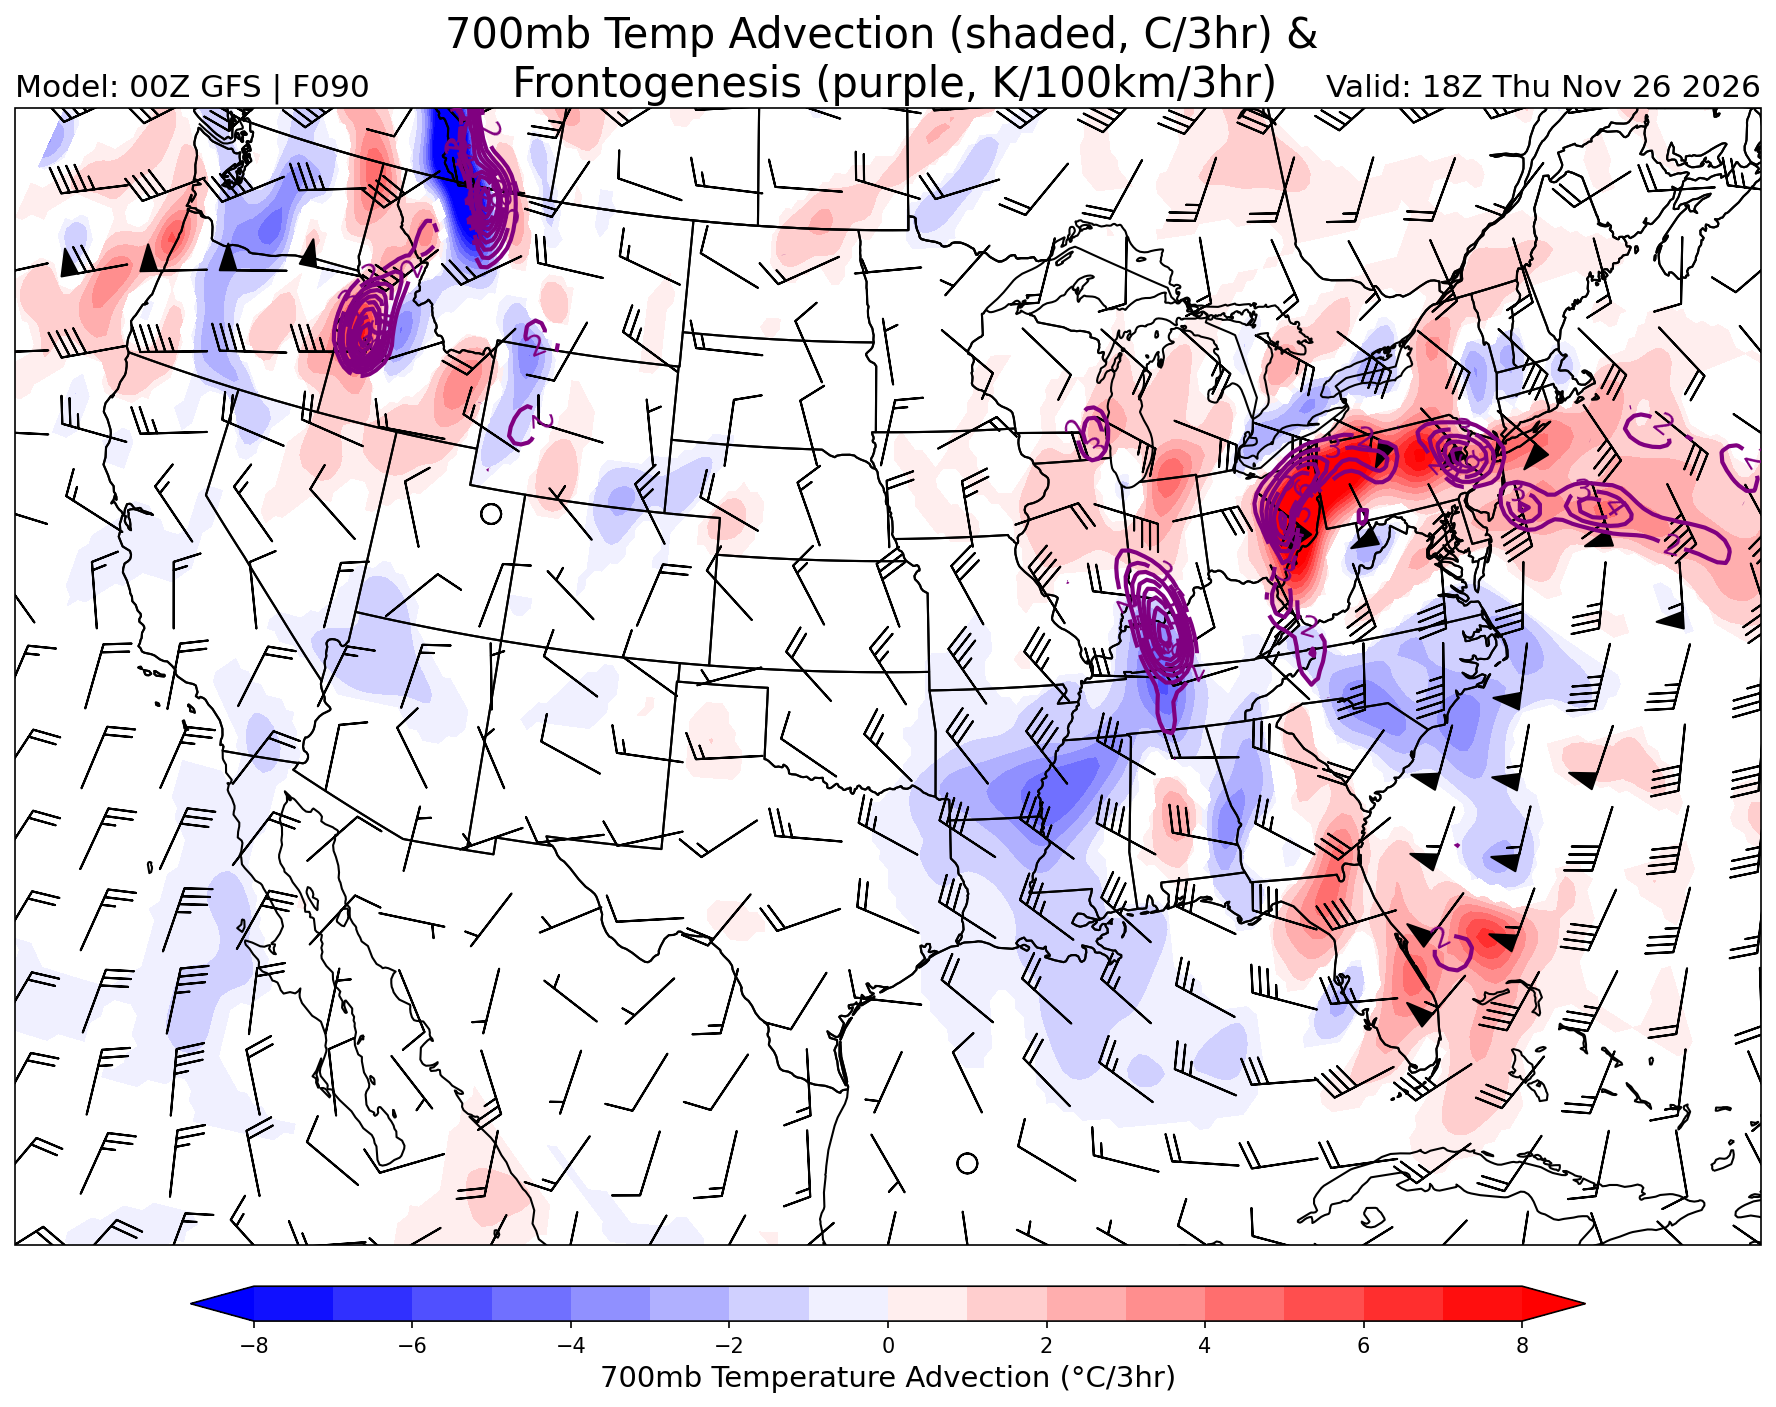 700mb Temp Advection (shaded, C/3hr) &
Model: 00Z GFS | F090 Frontogenesis (purple, K/100km/3hr) Valid: 18Z Thu Nov 26 2026
−8 −6 −4 −2 0 2 4 6 8
700mb Temperature Advection (°C/3hr)